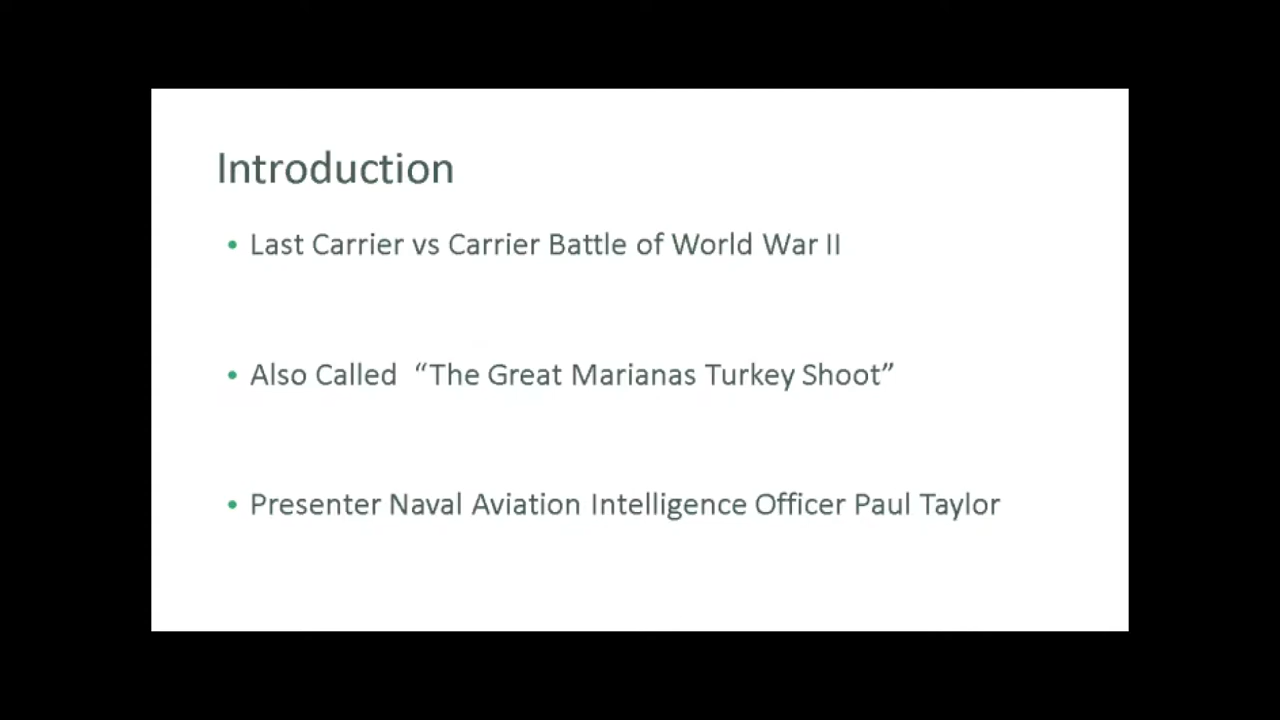 Introduction
• Last Carrier vs Carrier Battle of World War II
• Also Called “The Great Marianas Turkey Shoot”
• Presenter Naval Aviation Intelligence Officer Paul Taylor